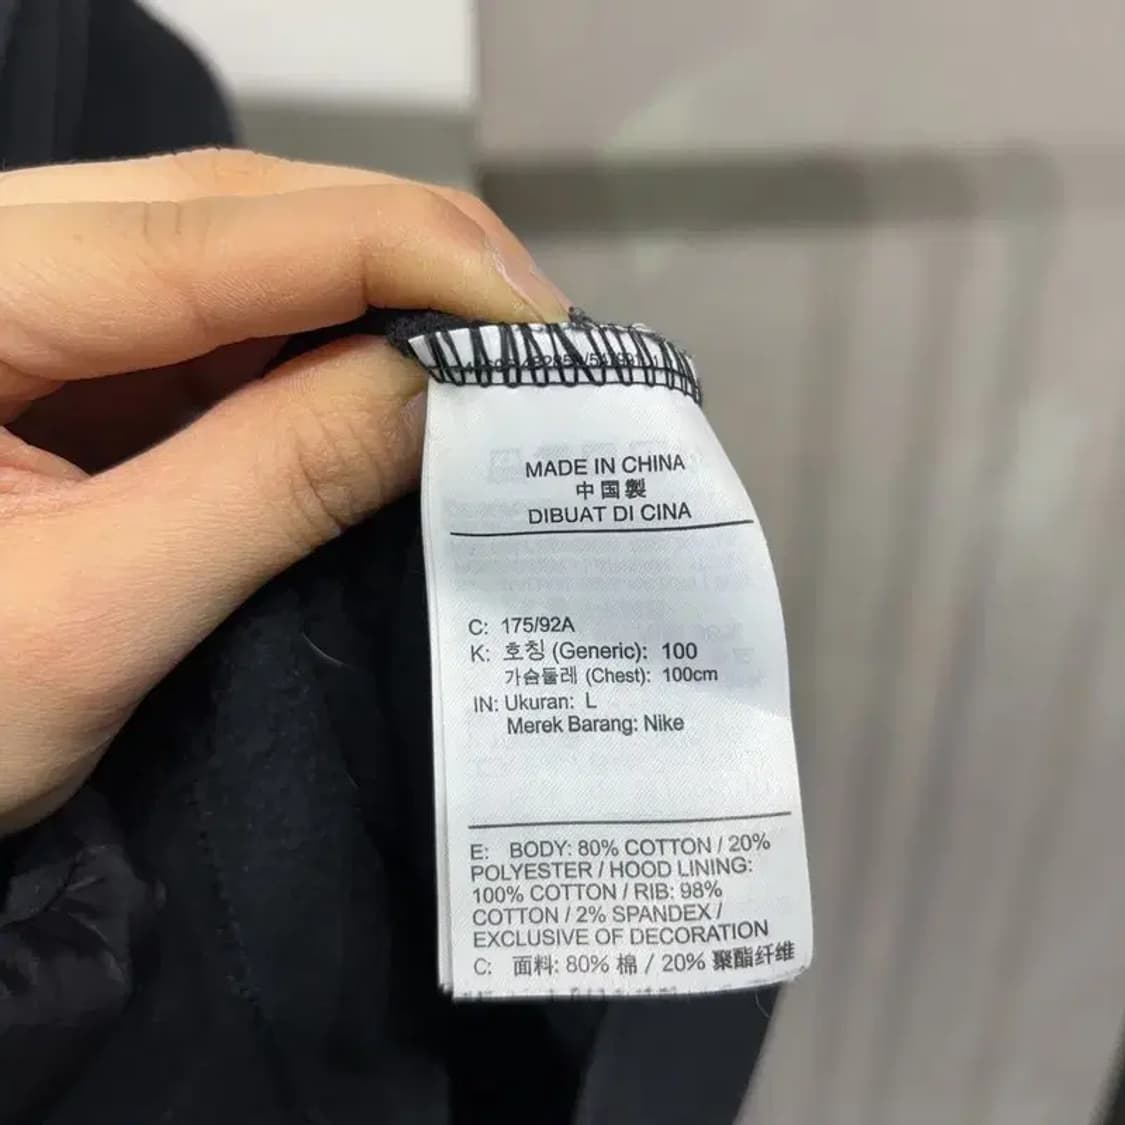 MADE IN CHINA
中国製
DIBUAT DI CINA
C: 175/92A
K: 호칭 (Generic): 100
가슴둘레 (Chest): 100cm
IN: Ukuran: L
Merek Barang: Nike
E: BODY: 80% COTTON / 20%
POLYESTER / HOOD LINING:
100% COTTON / RIB: 98%
COTTON / 2% SPANDEX /
EXCLUSIVE OF DECORATION
C: 面料: 80% 棉 / 20% 聚酯纤维